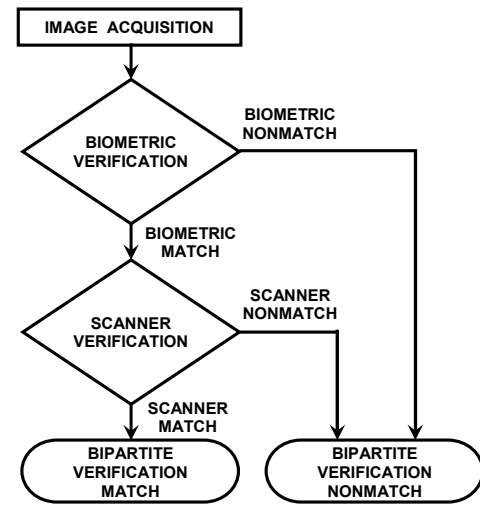 IMAGE ACQUISITION
BIOMETRIC
NONMATCH
BIOMETRIC
VERIFICATION
BIOMETRIC
MATCH
SCANNER
NONMATCH
SCANNER
VERIFICATION
SCANNER
MATCH
BIPARTITE
VERIFICATION
MATCH
BIPARTITE
VERIFICATION
NONMATCH